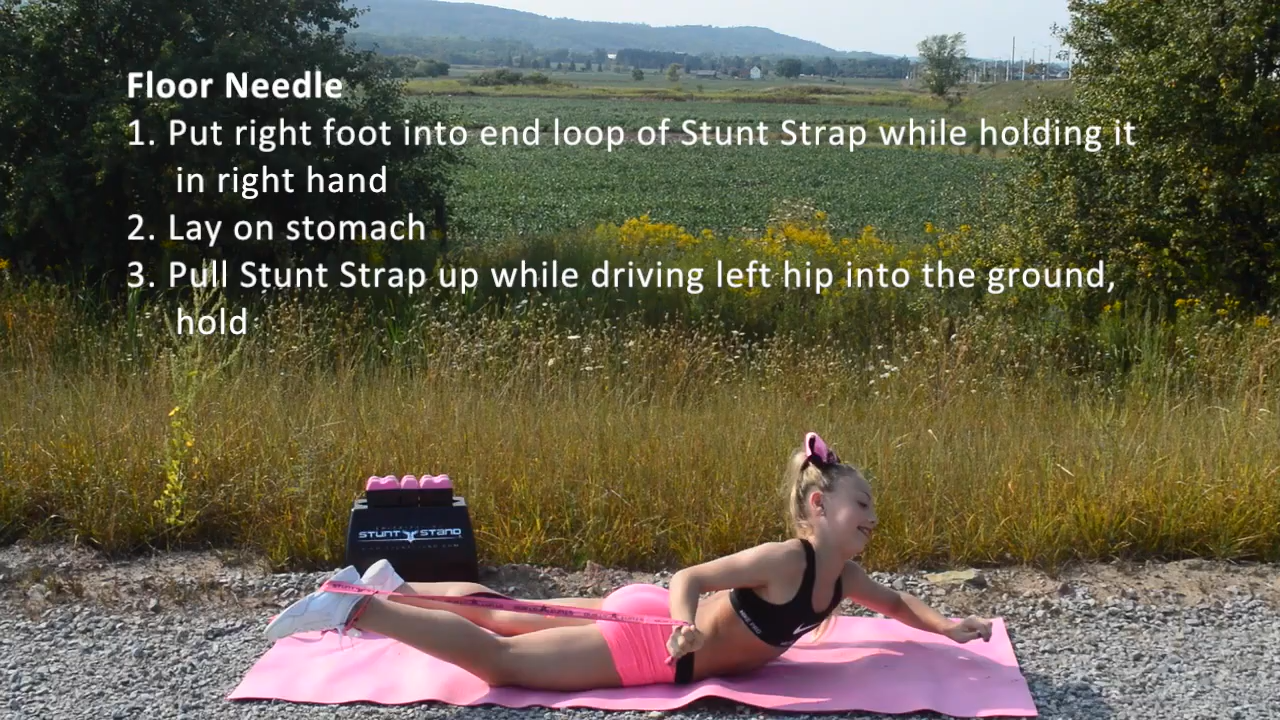 Floor Needle
1. Put right foot into end loop of Stunt Strap while holding it
in right hand
2. Lay on stomach
3. Pull Stunt Strap up while driving left hip into the ground,
hold
STUNT STAND